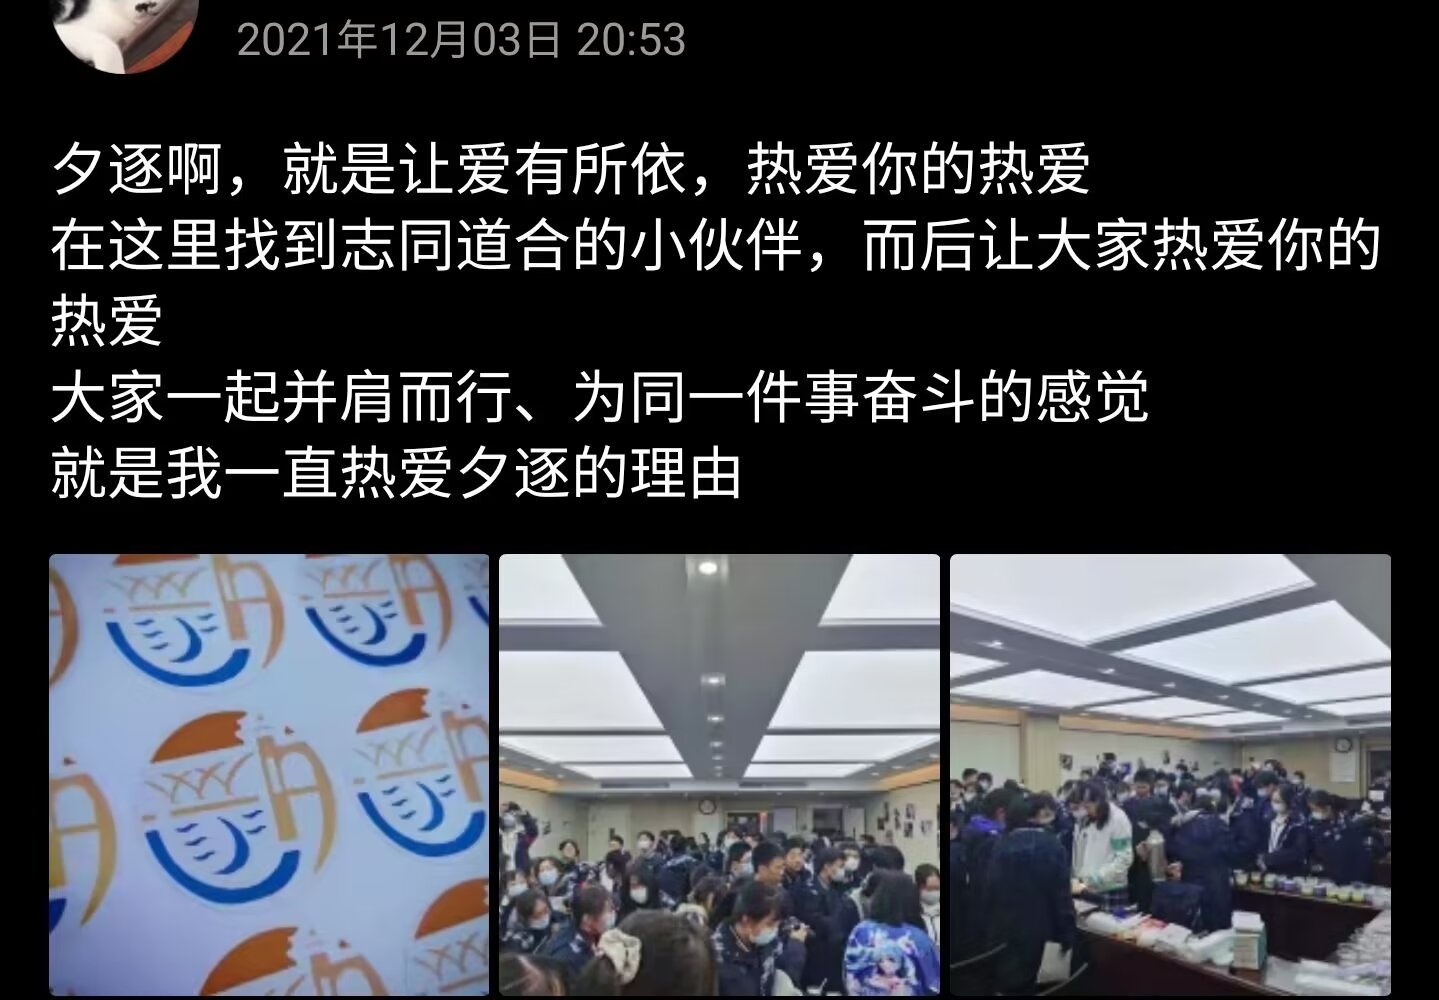 2021年12月03日 20:53
夕逐啊，就是让爱有所依，热爱你的热爱
在这里找到志同道合的小伙伴，而后让大家热爱你的
热爱
大家一起并肩而行、为同一件事奋斗的感觉
就是我一直热爱夕逐的理由